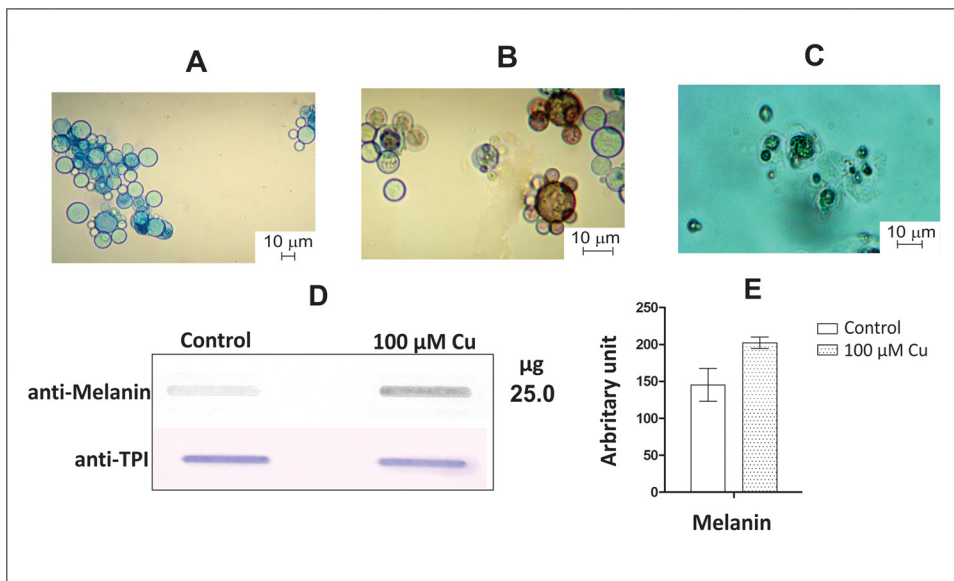 A
B
C
10 μm
10 μm
10 μm
D
Control
100 μM Cu
μg
anti-Melanin
25.0
anti-TPI
E
250
200
150
100
50
0
Arbritary unit
Melanin
Control
100 μM Cu